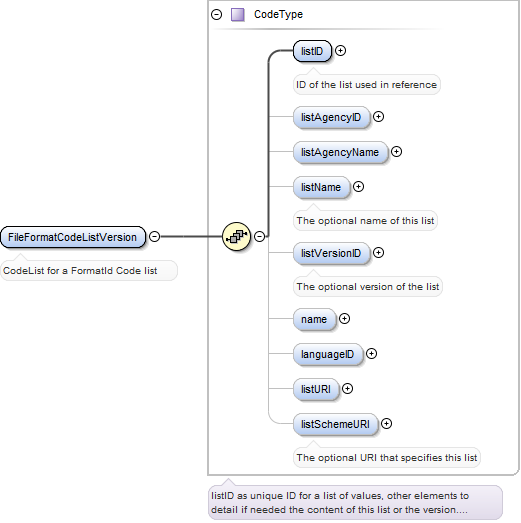 CodeType
listID
ID of the list used in reference
listAgencyID
listAgencyName
listName
The optional name of this list
FileFormatCodeListVersion
CodeList for a FormatId Code list
listVersionID
The optional version of the list
name
languageID
listURI
listSchemeURI
The optional URI that specifies this list
listID as unique ID for a list of values, other elements to
detail if needed the content of this list or the version....